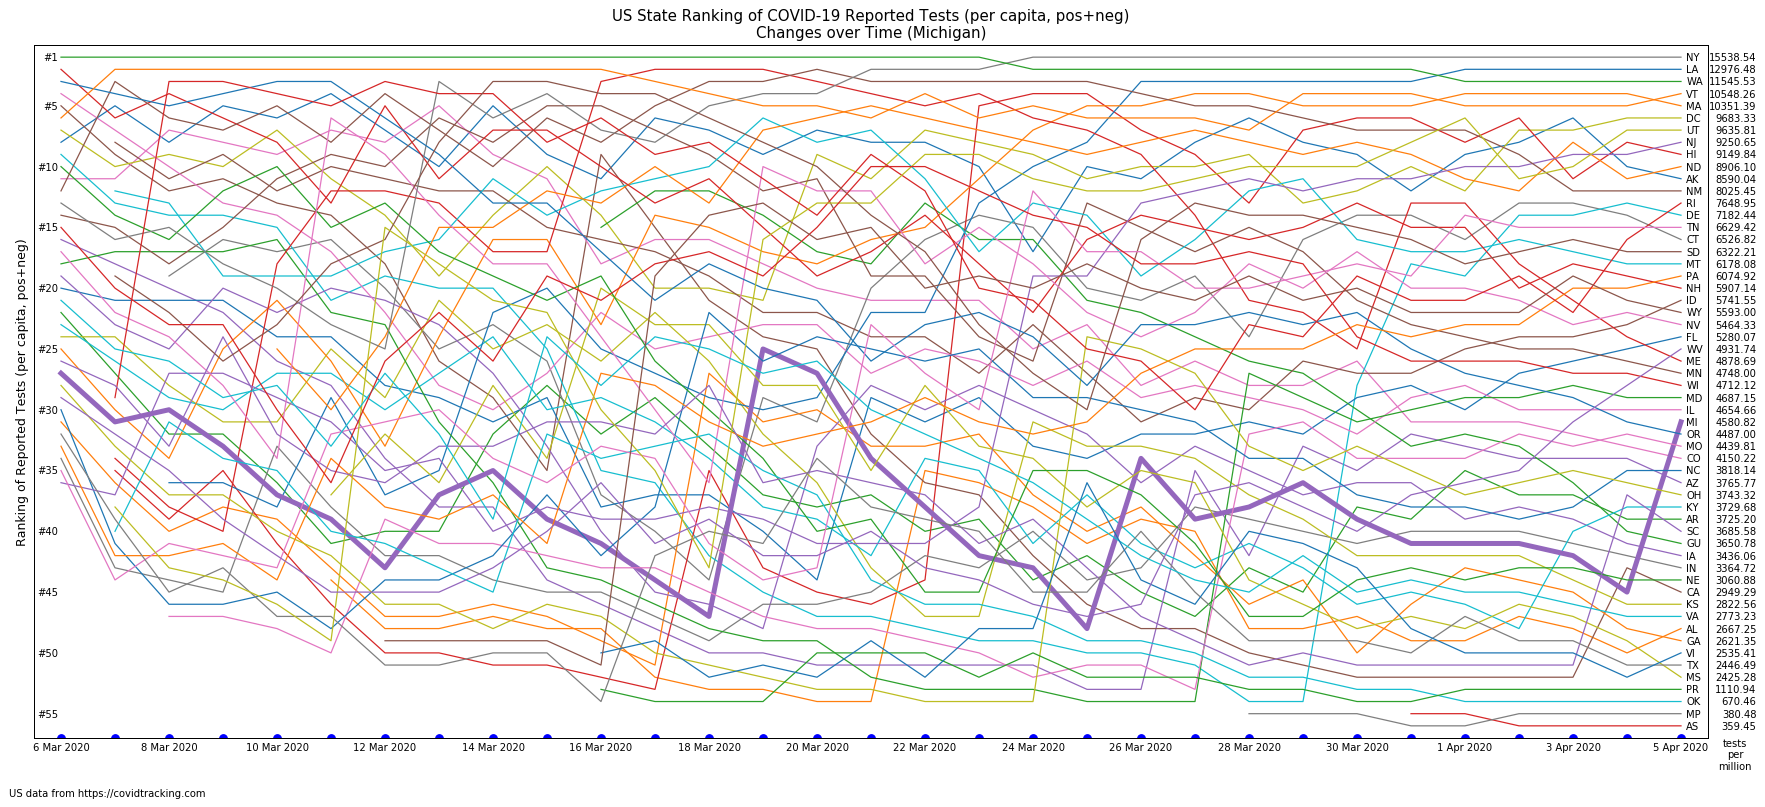 US State Ranking of COVID-19 Reported Tests (per capita, pos+neg)
Changes over Time (Michigan)
Ranking of Reported Tests (per capita, pos+neg)
#1
#5
#10
#15
#20
#25
#30
#35
#40
#45
#50
#55
NY 15538.54
LA 12976.48
WA 11545.53
VT 10548.26
MA 10351.39
DC 9683.33
UT 9635.81
NJ 9250.65
HI 9149.84
ND 8906.10
AK 8590.04
NM 8025.45
RI 7648.95
DE 7182.44
TN 6629.42
CT 6526.82
SD 6322.21
MT 6178.08
PA 6074.92
NH 5907.14
ID 5741.55
WY 5593.00
NV 5464.33
FL 5280.07
WV 4931.74
ME 4878.69
MN 4748.00
WI 4712.12
MD 4687.15
IL 4654.66
MI 4580.82
OR 4487.00
MO 4439.81
CO 4150.22
NC 3818.14
AZ 3765.77
OH 3743.32
KY 3729.68
AR 3725.20
SC 3685.58
GU 3650.78
IA 3436.06
IN 3364.72
NE 3060.88
CA 2949.29
KS 2822.56
VA 2773.23
AL 2667.25
GA 2621.35
VI 2535.41
TX 2446.49
MS 2425.28
PR 1110.94
OK 670.46
MP 380.48
AS 359.45
6 Mar 2020 8 Mar 2020 10 Mar 2020 12 Mar 2020 14 Mar 2020 16 Mar 2020 18 Mar 2020 20 Mar 2020 22 Mar 2020 24 Mar 2020 26 Mar 2020 28 Mar 2020 30 Mar 2020 1 Apr 2020 3 Apr 2020 5 Apr 2020
tests
per
million
US data from https://covidtracking.com